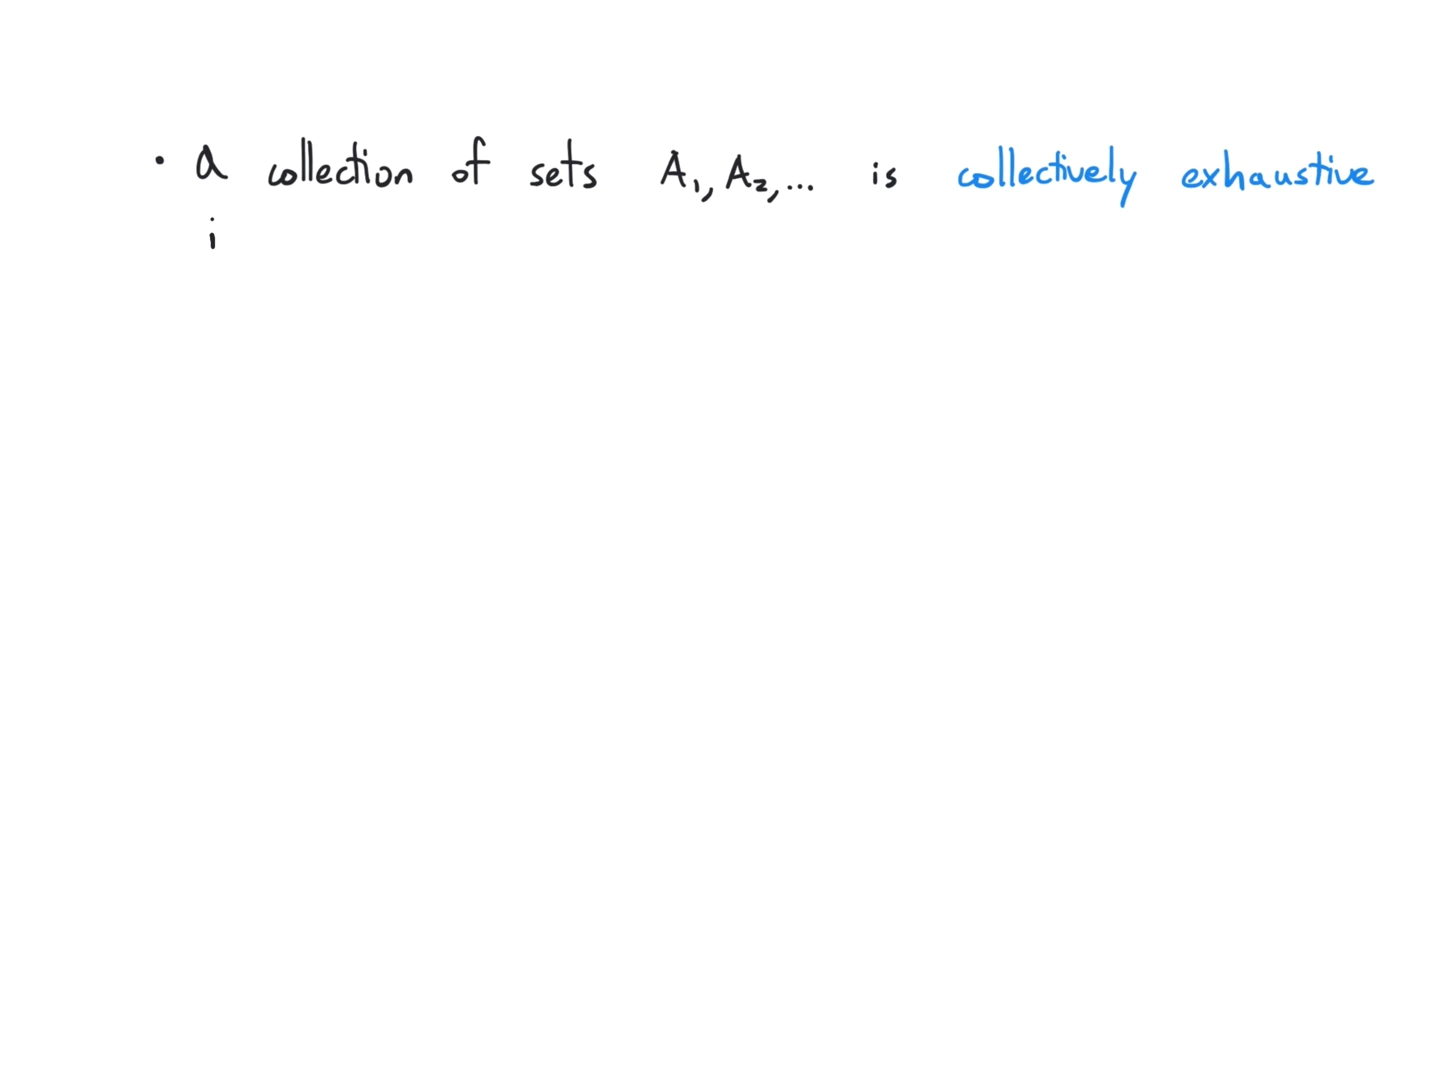 • a collection of sets A₁, A₂, ... is collectively exhaustive
i